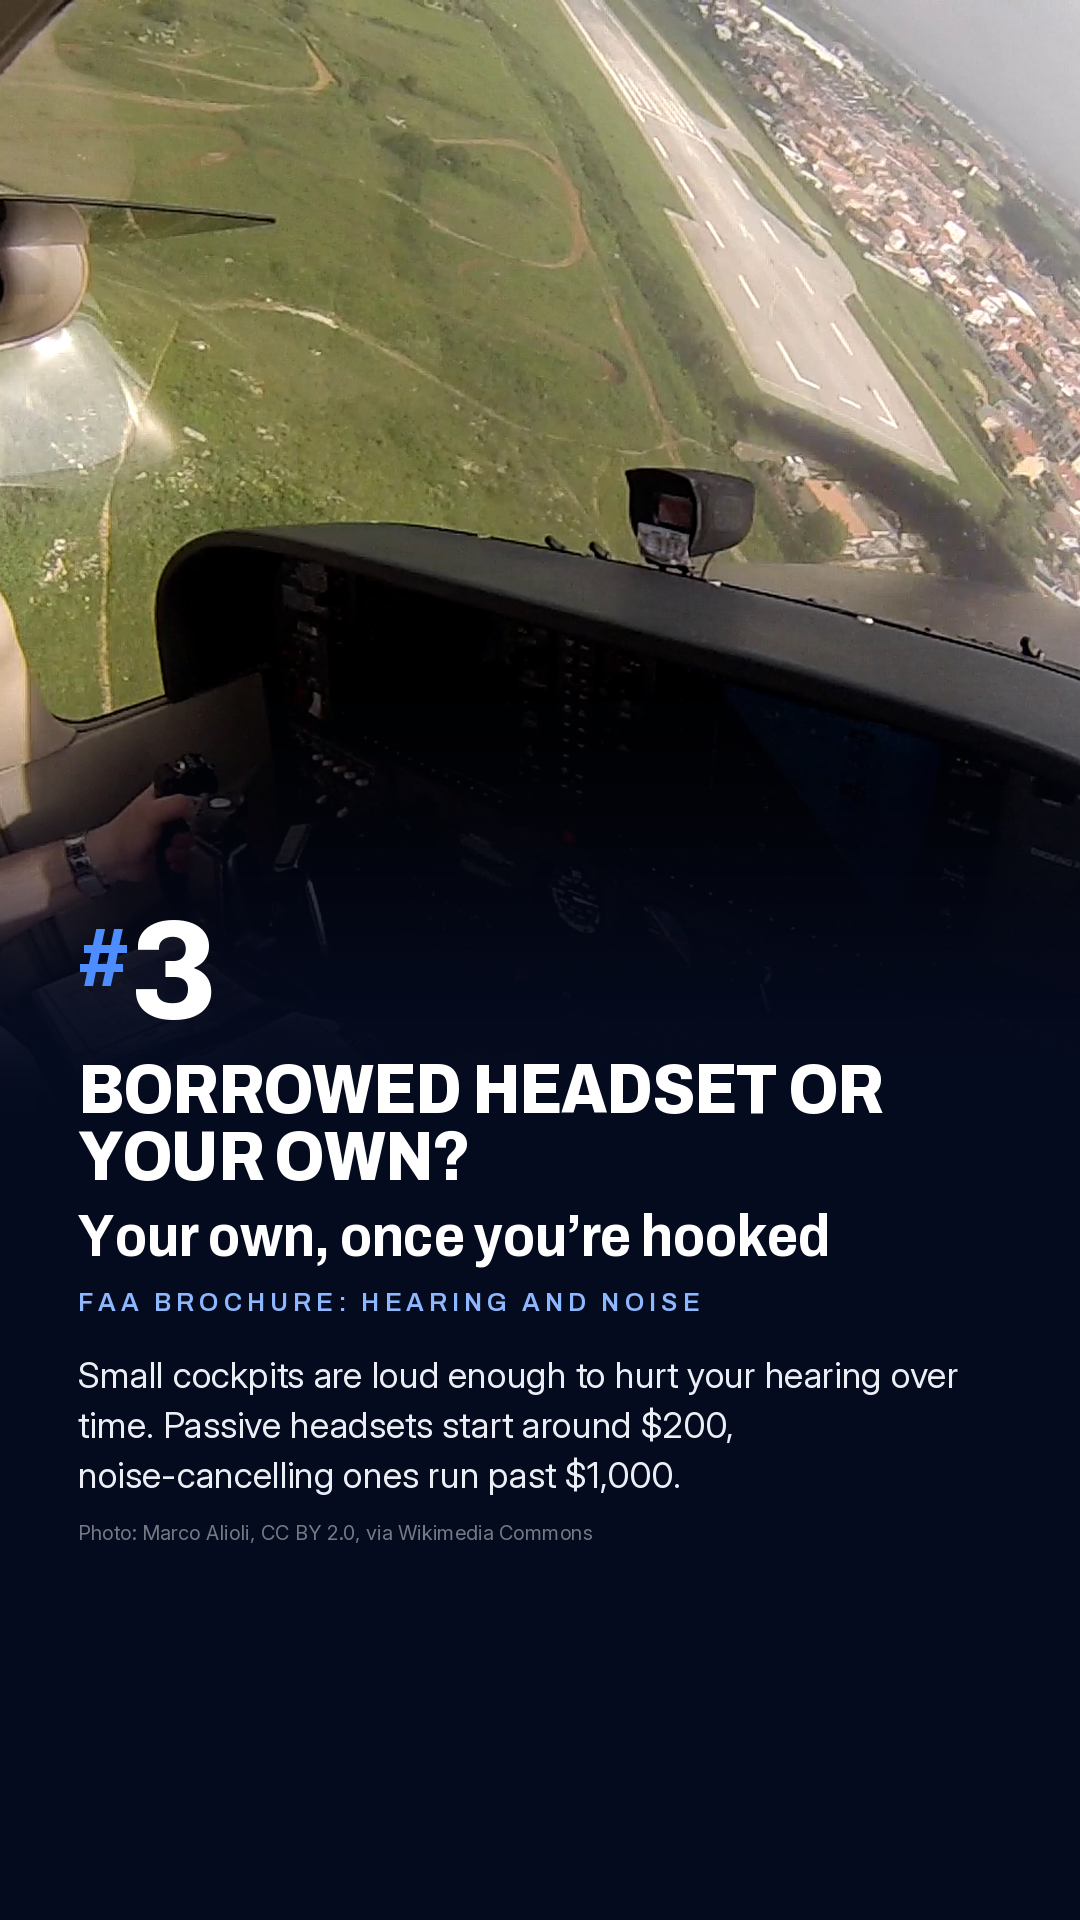 #3
BORROWED HEADSET OR
YOUR OWN?
Your own, once you’re hooked
FAA BROCHURE: HEARING AND NOISE
Small cockpits are loud enough to hurt your hearing over
time. Passive headsets start around $200,
noise-cancelling ones run past $1,000.
Photo: Marco Alioli, CC BY 2.0, via Wikimedia Commons